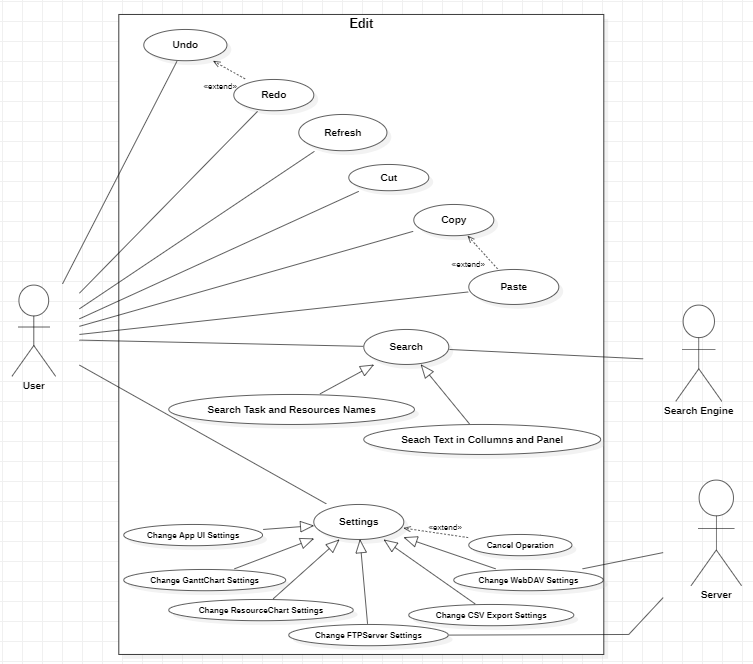 Edit
Undo
«extend»
Redo
Refresh
Cut
Copy
«extend»
Paste
User
Search
Search Engine
Search Task and Resources Names
Seach Text in Collumns and Panel
Settings
«extend»
Change App UI Settings
Cancel Operation
Change GanttChart Settings
Change WebDAV Settings
Server
Change ResourceChart Settings
Change CSV Export Settings
Change FTPServer Settings